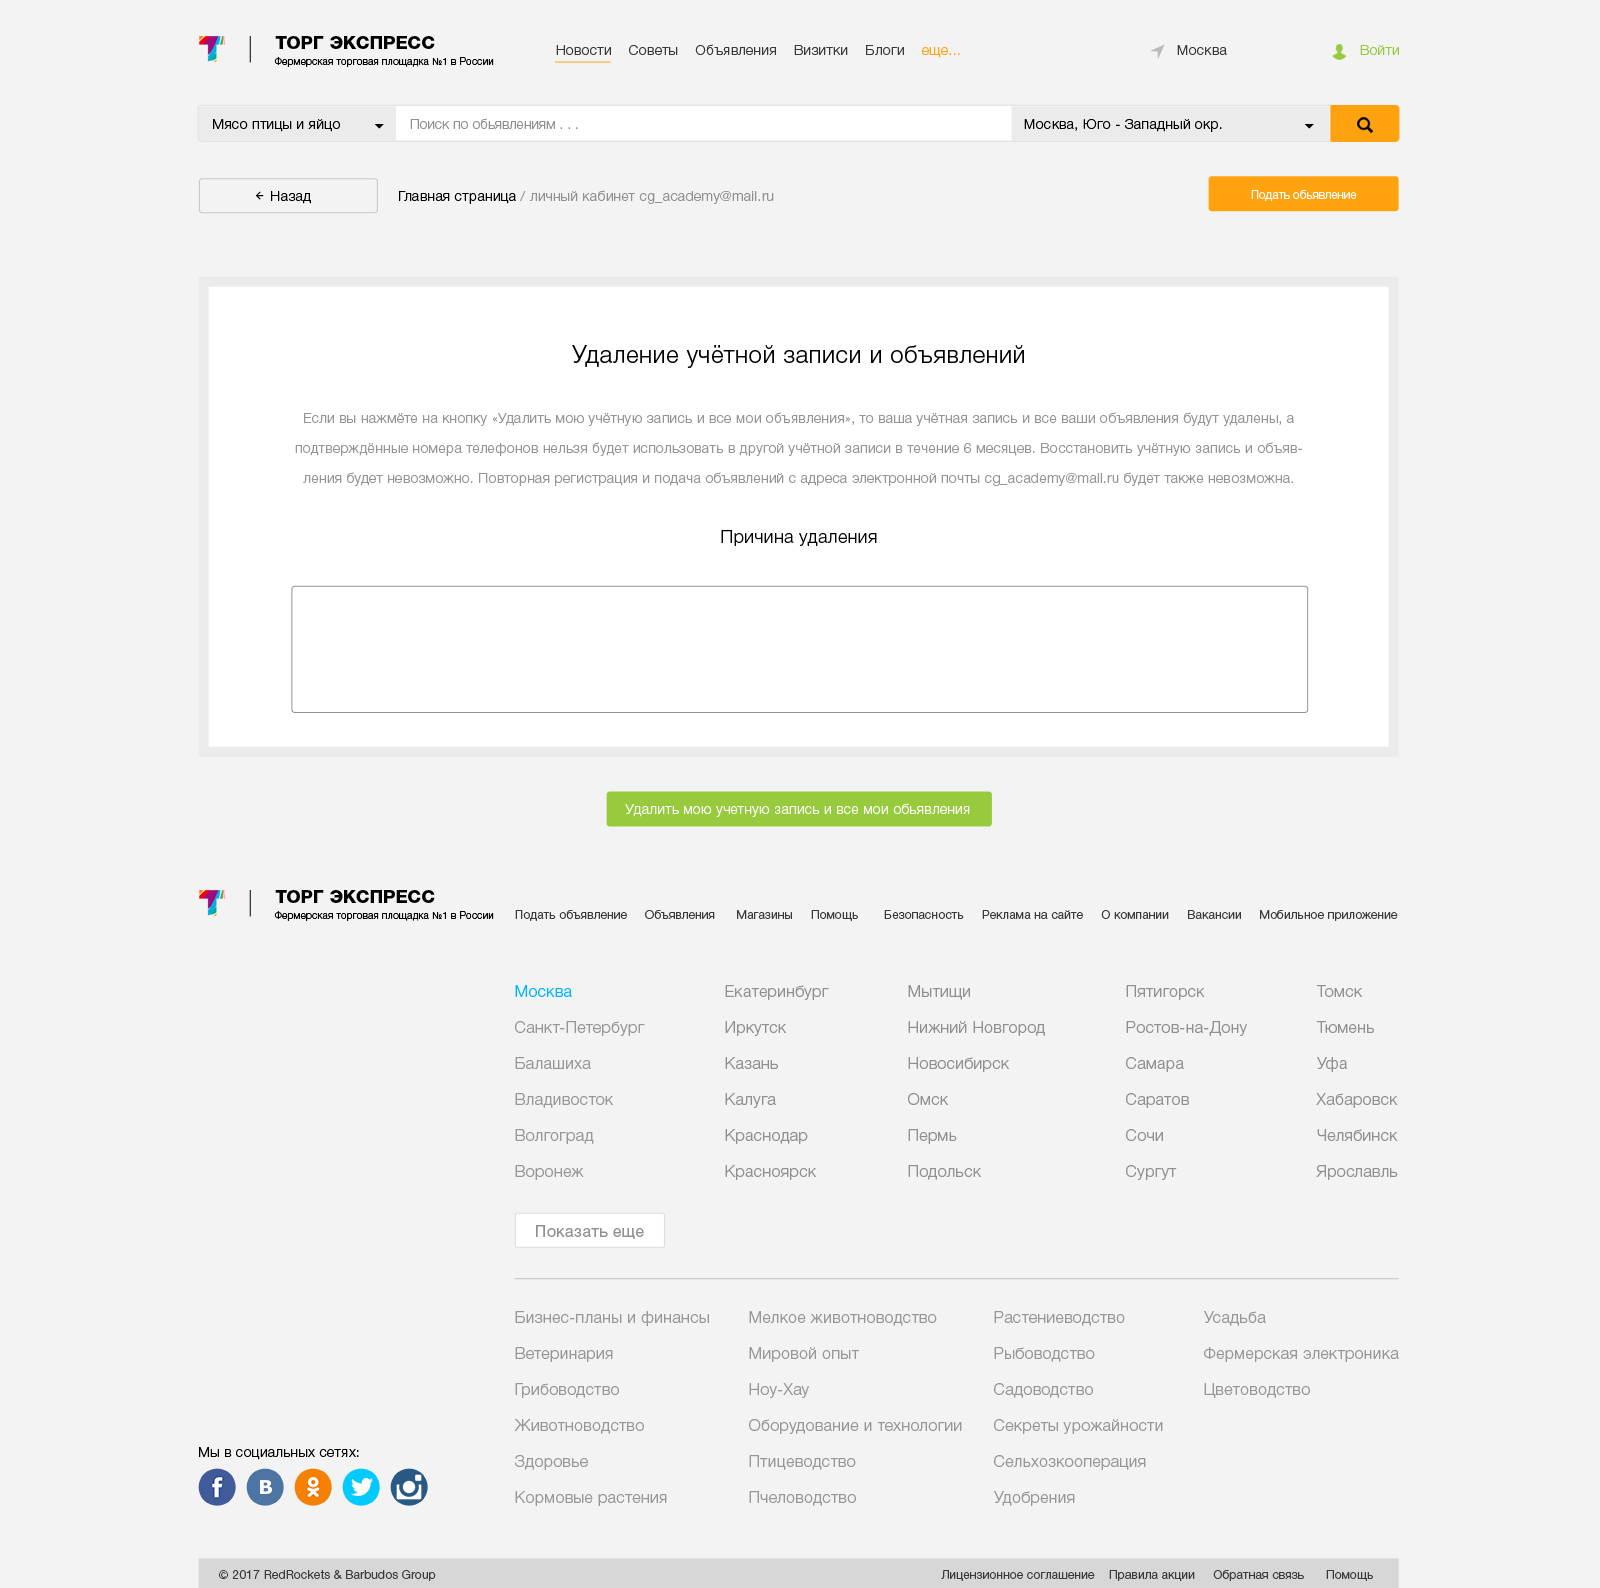 ТОРГ ЭКСПРЕСС
Фермерская торговая площадка №1 в России
Новости Советы Объявления Визитки Блоги еще...
Москва
Войти
Мясо птицы и яйцо
Поиск по обьявлениям . . .
Москва, Юго - Западный окр.
Назад
Главная страница / личный кабинет cg_academy@mail.ru
Подать обьявление
Удаление учётной записи и объявлений
Если вы нажмёте на кнопку «Удалить мою учётную запись и все мои объявления», то ваша учётная запись и все ваши объявления будут удалены, а
подтверждённые номера телефонов нельзя будет использовать в другой учётной записи в течение 6 месяцев. Восстановить учётную запись и объяв-
ления будет невозможно. Повторная регистрация и подача объявлений с адреса электронной почты cg_academy@mail.ru будет также невозможна.
Причина удаления
Удалить мою учетную запись и все мои обьявления
ТОРГ ЭКСПРЕСС
Фермерская торговая площадка №1 в России
Подать объявление Объявления Магазины Помощь Безопасность Реклама на сайте О компании Вакансии Мобильное приложение
Москва Екатеринбург Мытищи Пятигорск Томск
Санкт-Петербург Иркутск Нижний Новгород Ростов-на-Дону Тюмень
Балашиха Казань Новосибирск Самара Уфа
Владивосток Калуга Омск Саратов Хабаровск
Волгоград Краснодар Пермь Сочи Челябинск
Воронеж Красноярск Подольск Сургут Ярославль
Показать еще
Бизнес-планы и финансы Мелкое животноводство Растениеводство Усадьба
Ветеринария Мировой опыт Рыбоводство Фермерская электроника
Грибоводство Ноу-Хау Садоводство Цветоводство
Животноводство Оборудование и технологии Секреты урожайности
Здоровье Птицеводство Сельхозкооперация
Кормовые растения Пчеловодство Удобрения
Мы в социальных сетях:
© 2017 RedRockets & Barbudos Group
Лицензионное соглашение Правила акции Обратная связь Помощь